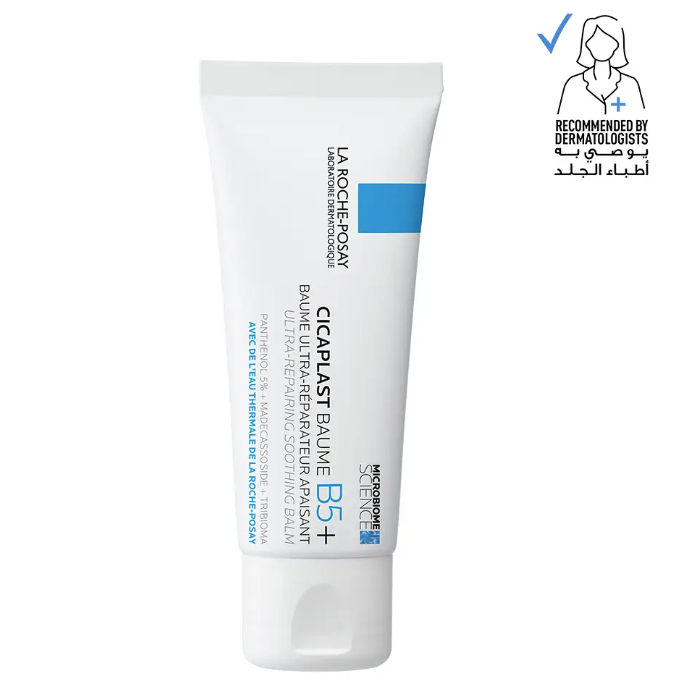 RECOMMENDED BY
DERMATOLOGISTS
يوصي به
أطباء الجلد
LA ROCHE-POSAY
LABORATOIRE DERMATOLOGIQUE
CICAPLAST BAUME B5+
BAUME ULTRA-RÉPARATEUR APAISANT
ULTRA-REPAIRING SOOTHING BALM
PANTHENOL 5% + MADECASSOSIDE + TRIBIOMA
AVEC DE L'EAU THERMALE DE LA ROCHE-POSAY
MICROBIOME
SCIENCE